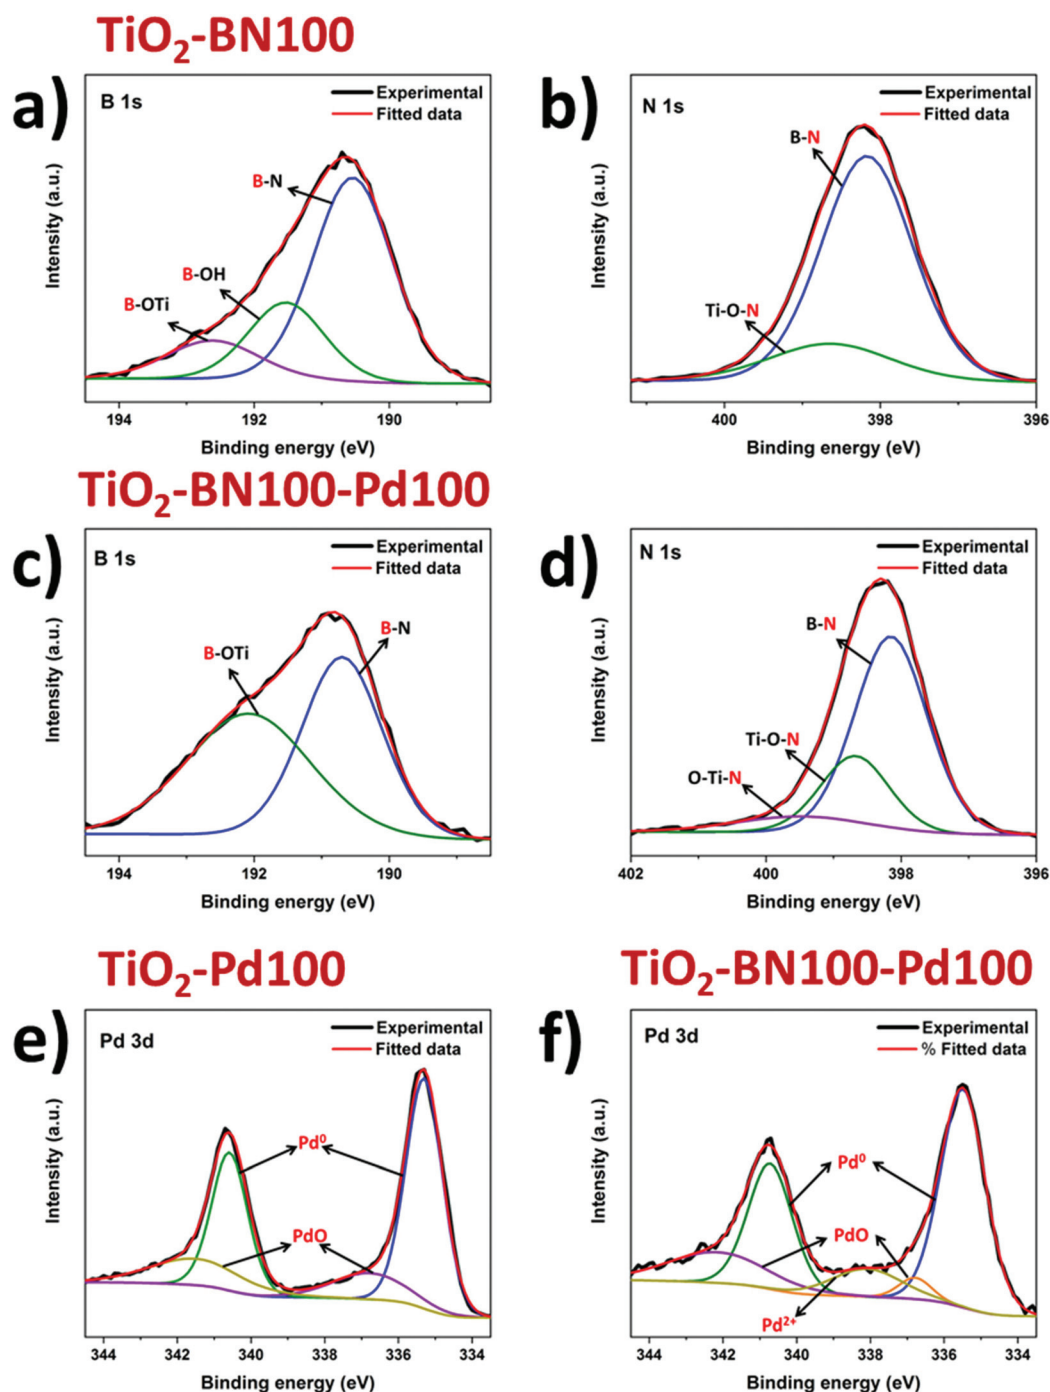 TiO₂-BN100
a)
B 1s
Experimental
Fitted data
B-N
B-OH
B-OTi
Intensity (a.u.)
194 192 190
Binding energy (eV)
b)
N 1s
Experimental
Fitted data
B-N
Ti-O-N
Intensity (a.u.)
400 398 396
Binding energy (eV)
TiO₂-BN100-Pd100
c)
B 1s
Experimental
Fitted data
B-N
B-OTi
Intensity (a.u.)
194 192 190
Binding energy (eV)
d)
N 1s
Experimental
Fitted data
B-N
Ti-O-N
O-Ti-N
Intensity (a.u.)
402 400 398 396
Binding energy (eV)
TiO₂-Pd100
e)
Pd 3d
Experimental
Fitted data
Pd⁰
PdO
Intensity (a.u.)
344 342 340 338 336 334
Binding energy (eV)
TiO₂-BN100-Pd100
f)
Pd 3d
Experimental
% Fitted data
Pd⁰
PdO
Pd²⁺
Intensity (a.u.)
344 342 340 338 336 334
Binding energy (eV)